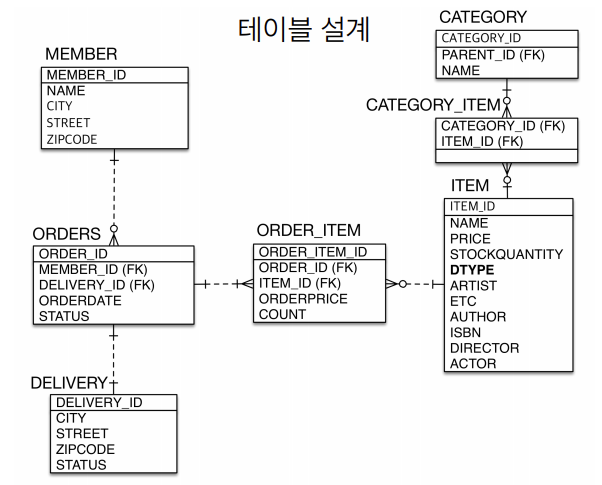 테이블 설계
CATEGORY
CATEGORY_ID
PARENT_ID (FK)
NAME
MEMBER
MEMBER_ID
NAME
CITY
STREET
ZIPCODE
CATEGORY_ITEM
CATEGORY_ID (FK)
ITEM_ID (FK)
ITEM
ITEM_ID
NAME
PRICE
STOCKQUANTITY
DTYPE
ARTIST
ETC
AUTHOR
ISBN
DIRECTOR
ACTOR
ORDERS
ORDER_ID
MEMBER_ID (FK)
DELIVERY_ID (FK)
ORDERDATE
STATUS
ORDER_ITEM
ORDER_ITEM_ID
ORDER_ID (FK)
ITEM_ID (FK)
ORDERPRICE
COUNT
DELIVERY
DELIVERY_ID
CITY
STREET
ZIPCODE
STATUS